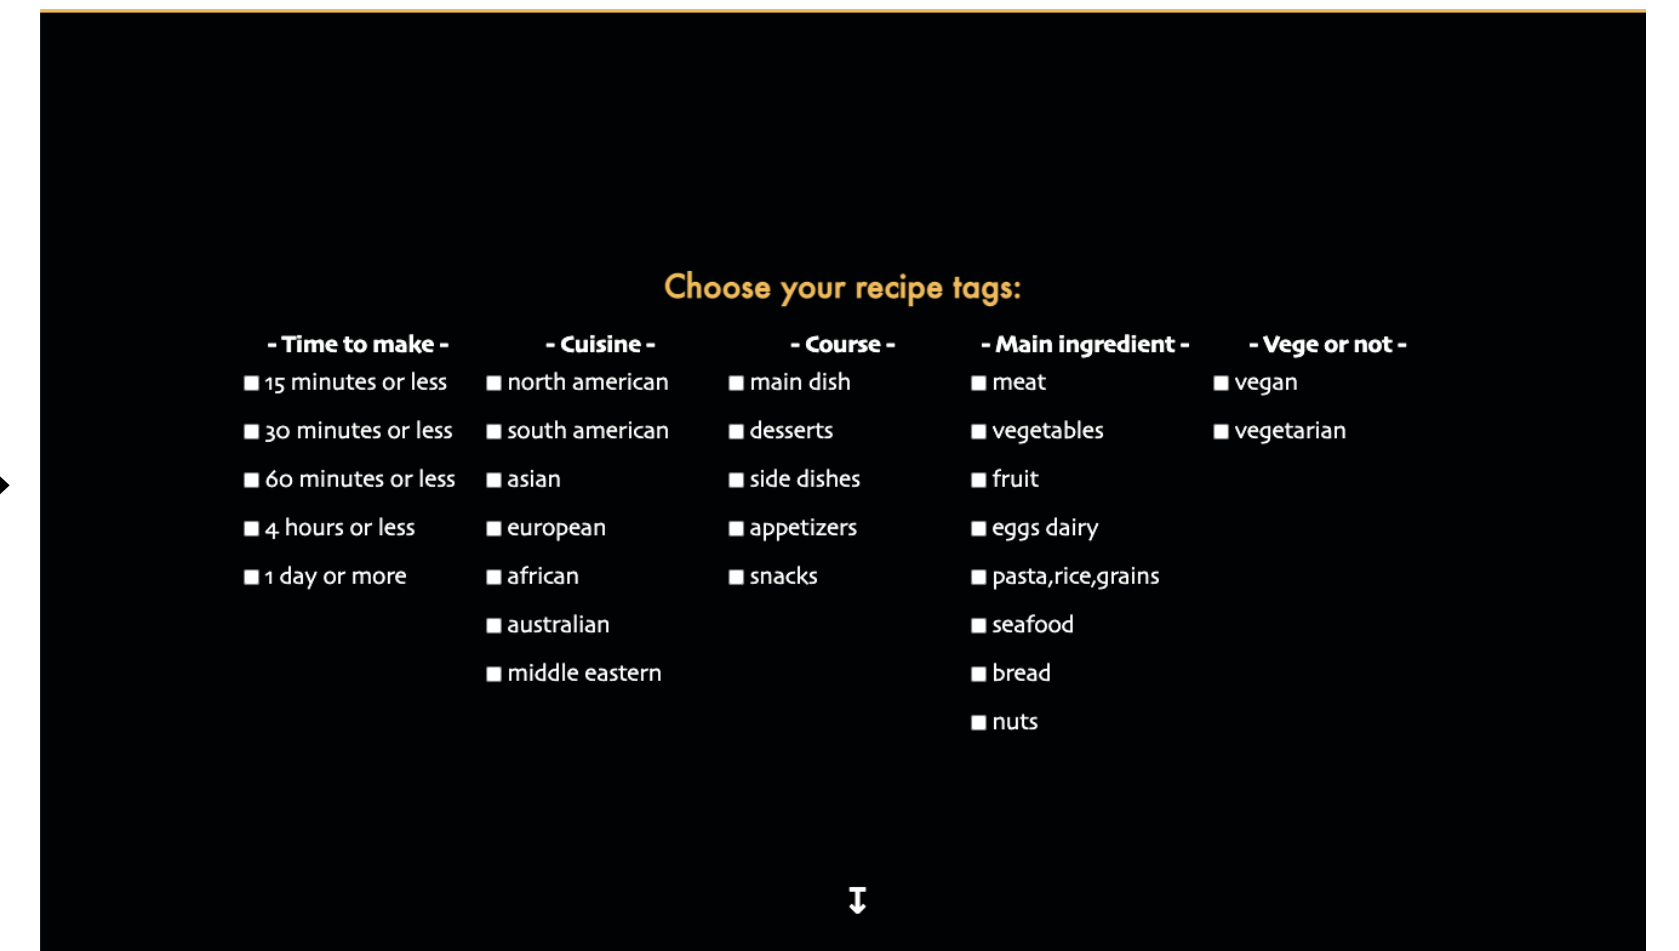 Choose your recipe tags:
- Time to make -
15 minutes or less
30 minutes or less
60 minutes or less
4 hours or less
1 day or more
- Cuisine -
north american
south american
asian
european
african
australian
middle eastern
- Course -
main dish
desserts
side dishes
appetizers
snacks
- Main ingredient -
meat
vegetables
fruit
eggs dairy
pasta,rice,grains
seafood
bread
nuts
- Vege or not -
vegan
vegetarian